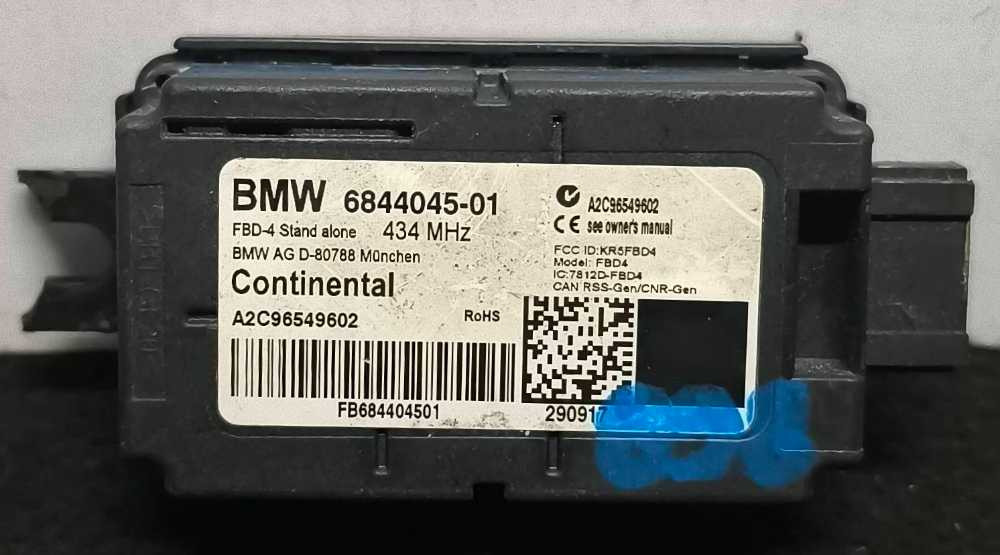 BMW 6844045-01
FBD-4 Stand alone 434 MHz
BMW AG D-80788 München
Continental
A2C96549602
RoHS
FB684404501
A2C96549602
CE see owner's manual
FCC ID:KR5FBD4
Model: FBD4
IC:7812D-FBD4
CAN RSS-Gen/CNR-Gen
290917